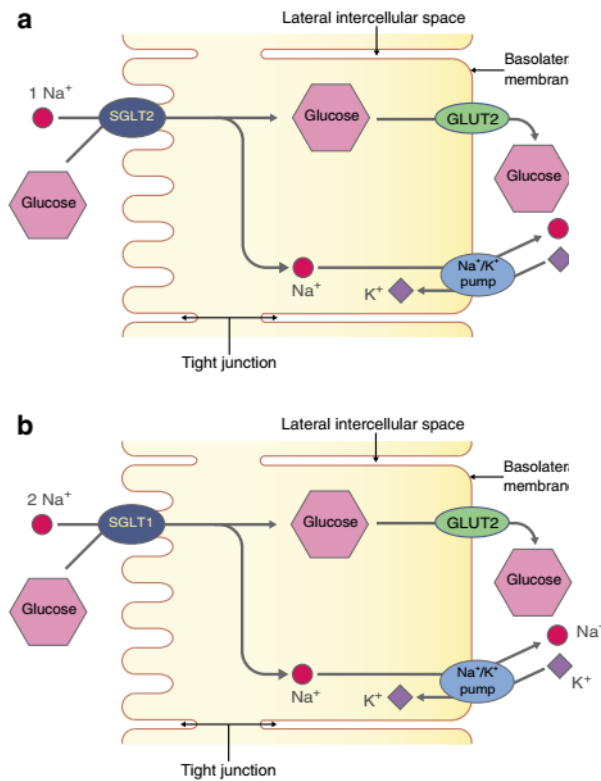 a
Lateral intercellular space
Basolatera
membran
1 Na⁺
SGLT2
Glucose
GLUT2
Glucose
Glucose
Na⁺/K⁺
pump
Na⁺
K⁺
Tight junction
b
Lateral intercellular space
Basolatera
membran
2 Na⁺
SGLT1
Glucose
GLUT2
Glucose
Glucose
Na⁺
Na⁺/K⁺
pump
Na⁺
K⁺
K⁺
Tight junction